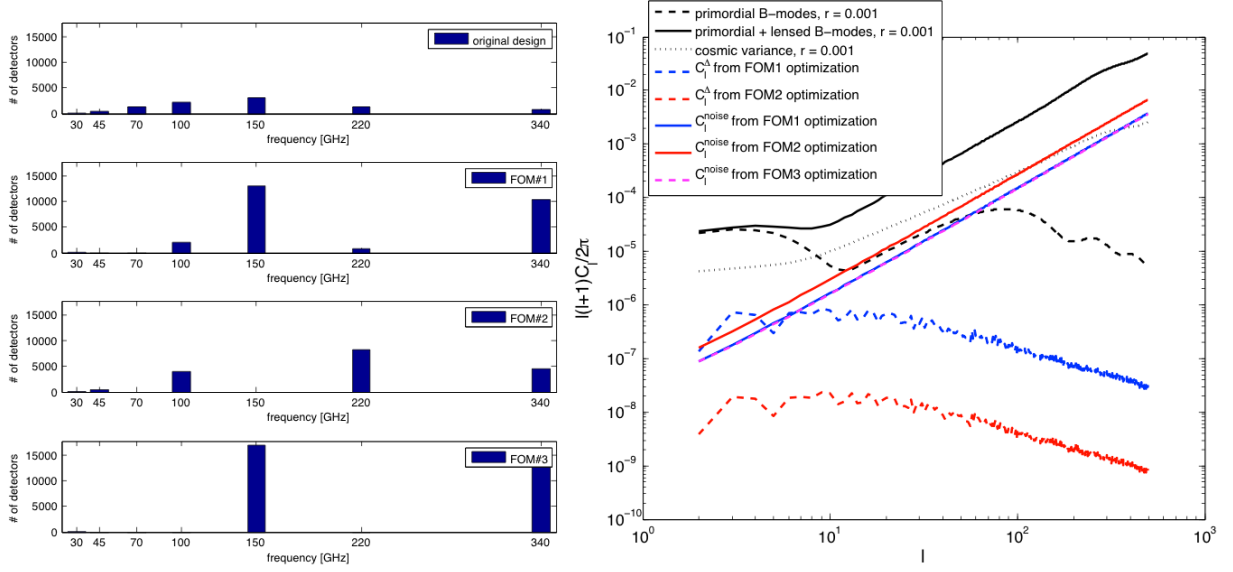 15000
10000
5000
0
# of detectors
original design
30 45 70 100 150 220 340
frequency [GHz]
15000
10000
5000
0
# of detectors
FOM#1
30 45 70 100 150 220 340
frequency [GHz]
15000
10000
5000
0
# of detectors
FOM#2
30 45 70 100 150 220 340
frequency [GHz]
15000
10000
5000
0
# of detectors
FOM#3
30 45 70 100 150 220 340
frequency [GHz]
primordial B−modes, r = 0.001
primordial + lensed B−modes, r = 0.001
cosmic variance, r = 0.001
C_l^Δ from FOM1 optimization
C_l^Δ from FOM2 optimization
C_l^noise from FOM1 optimization
C_l^noise from FOM2 optimization
C_l^noise from FOM3 optimization
10^−1
10^−2
10^−3
10^−4
10^−5
10^−6
10^−7
10^−8
10^−9
10^−10
l(l+1)C_l/2π
10^0 10^1 10^2 10^3
l